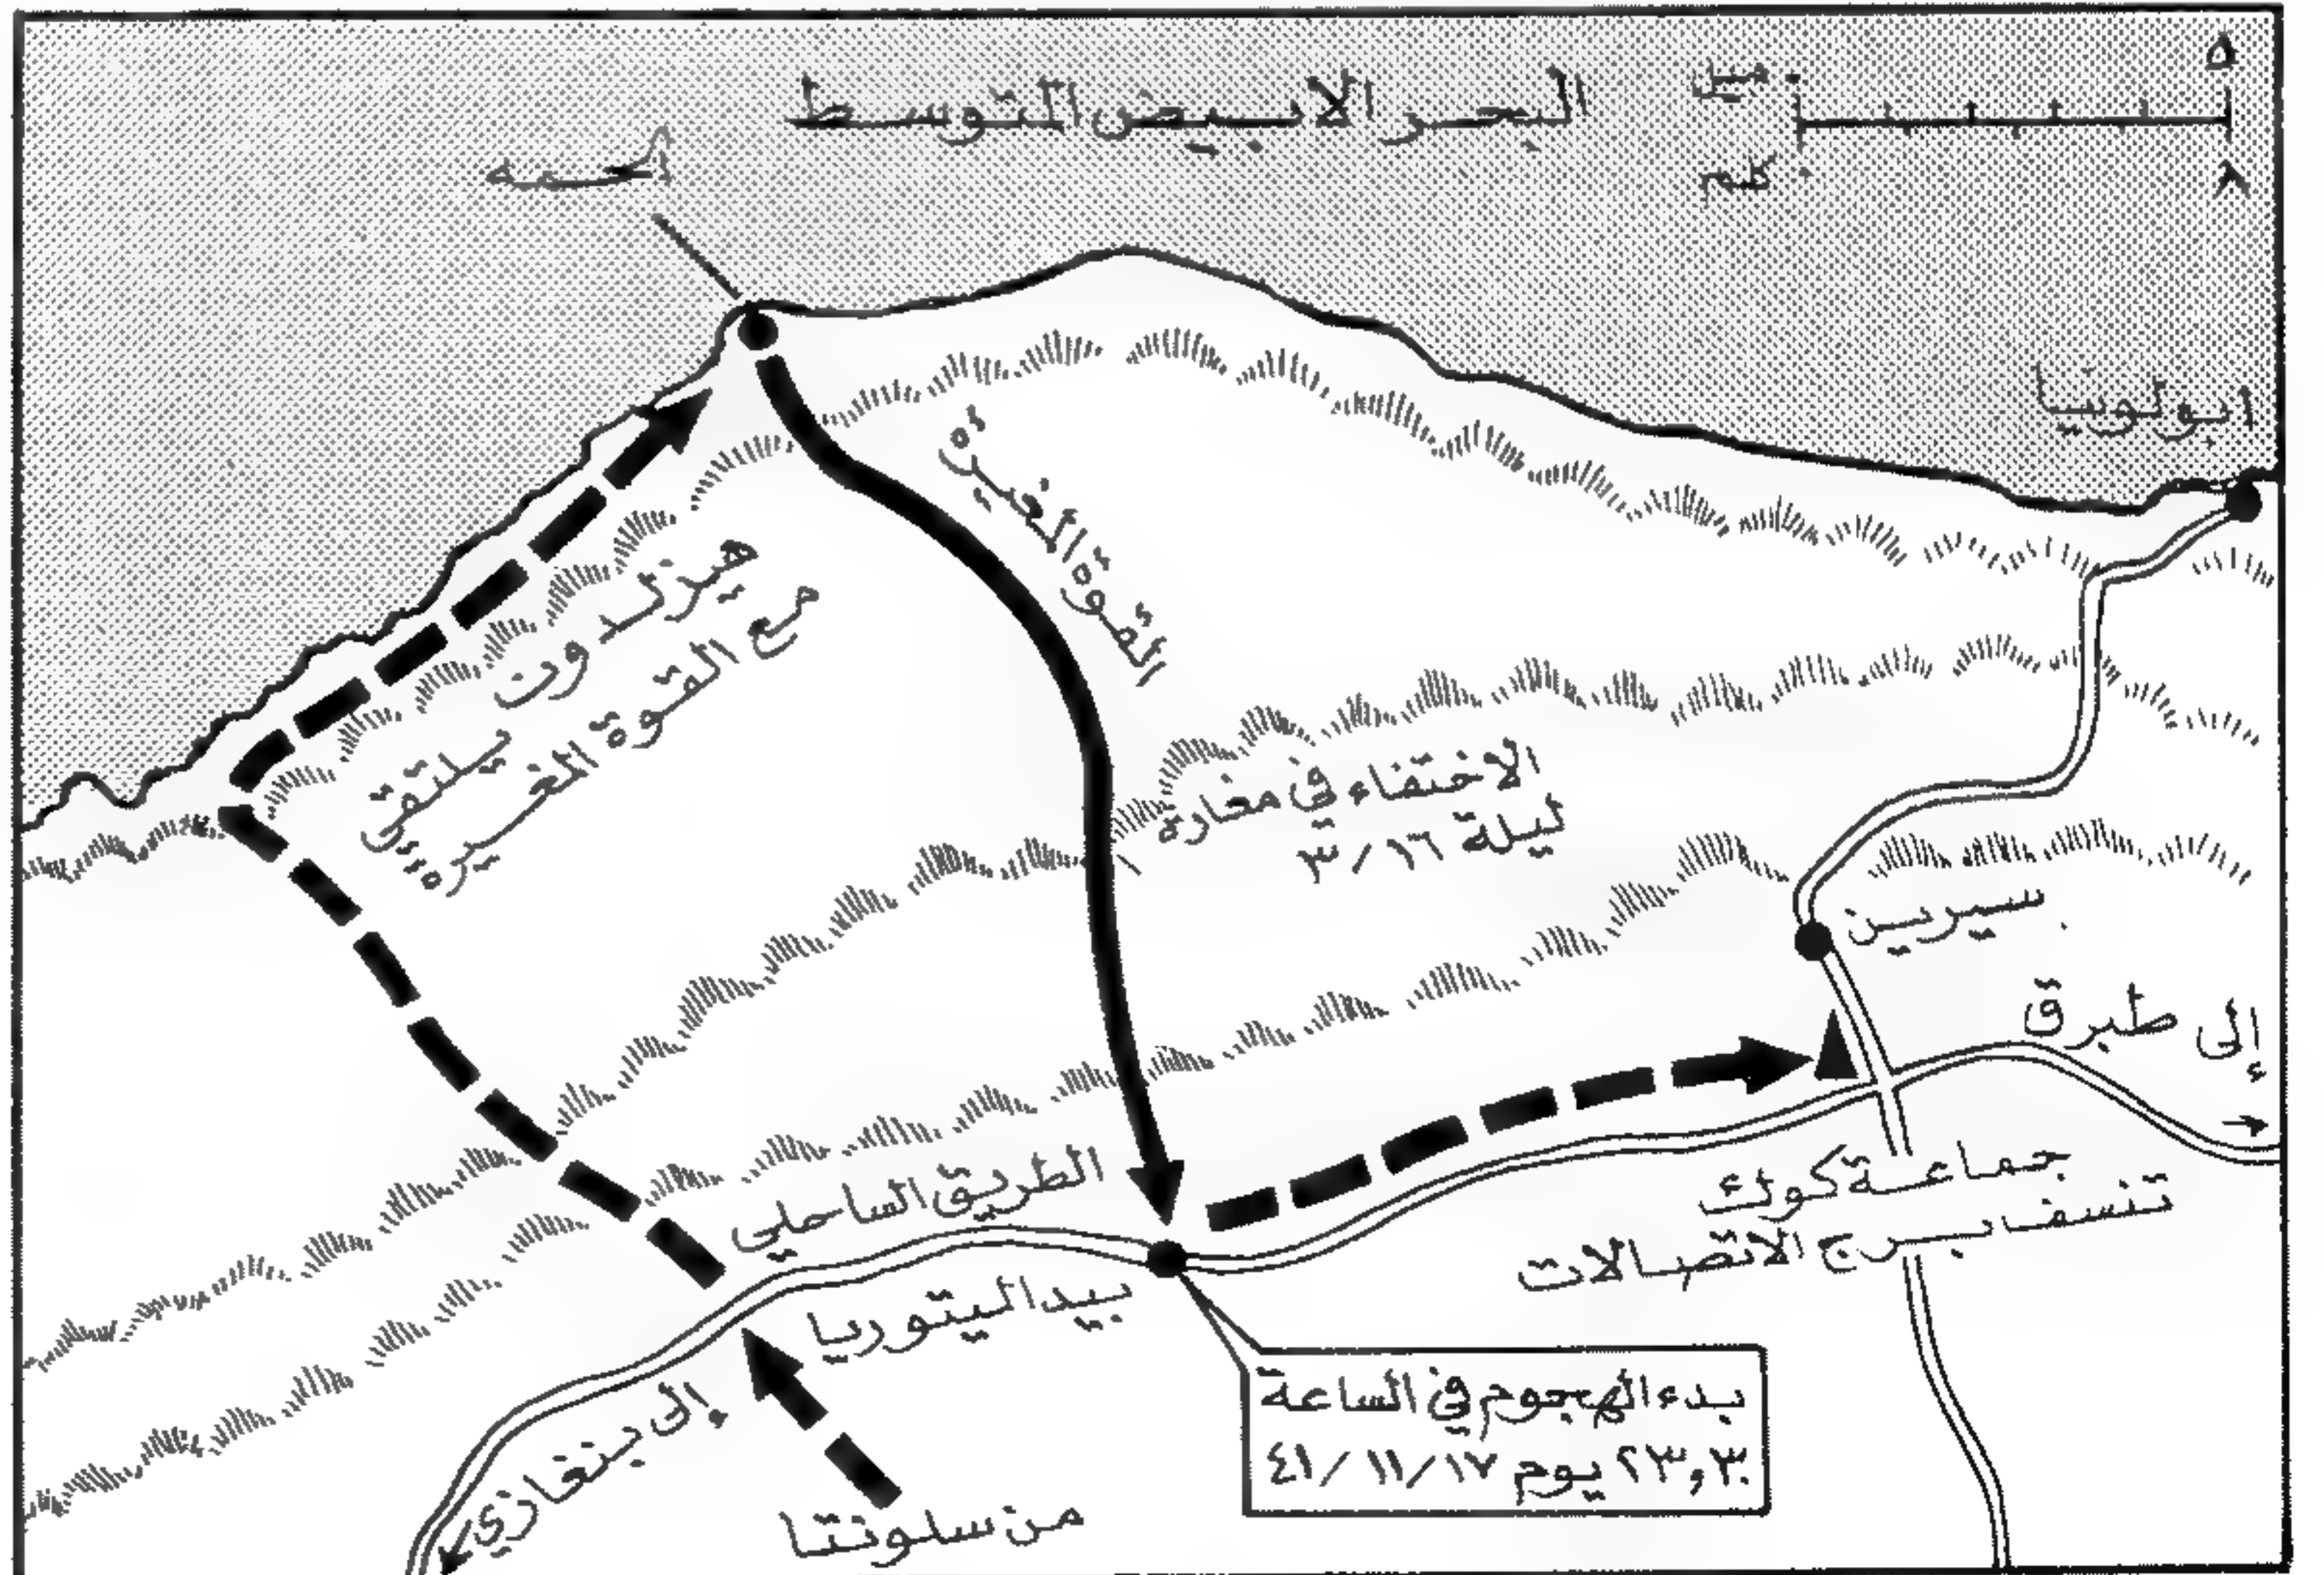 ٥
ميل ٠
البحر الابيض المتوسط
كلم ٠
٨
الحمه
ابولونيا
القوة المغيرة
هيزلدون يلتقي
مع القوة المغيرة
الاختفاء في مغارة
ليلة ٣/١٦
سيرين
إلى طبرق
جماعة كوك
تنسف برج الاتصالات
الطريق الساحلي
بيدا ليتوريا
إلى بنغازي
من سلونتا
بدء الهجوم في الساعة
٢٣,٣٠ يوم ٤١/١١/١٧